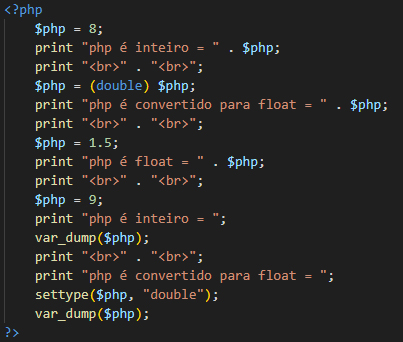 <?php
$php = 8;
print "php é inteiro = " . $php;
print "<br>" . "<br>";
$php = (double) $php;
print "php é convertido para float = " . $php;
print "<br>" . "<br>";
$php = 1.5;
print "php é float = " . $php;
print "<br>" . "<br>";
$php = 9;
print "php é inteiro = ";
var_dump($php);
print "<br>" . "<br>";
print "php é convertido para float = ";
settype($php, "double");
var_dump($php);
?>